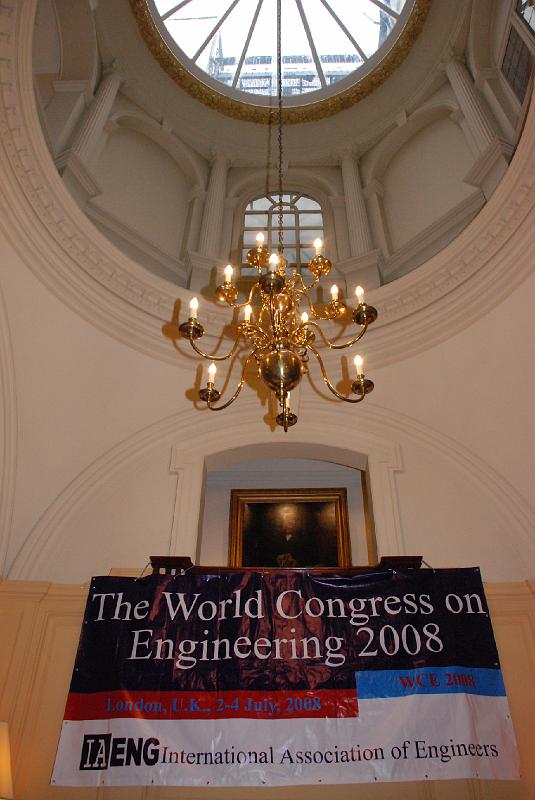 The World Congress on
Engineering 2008
WCE 2008
London, U.K., 2-4 July, 2008
IAENG International Association of Engineers